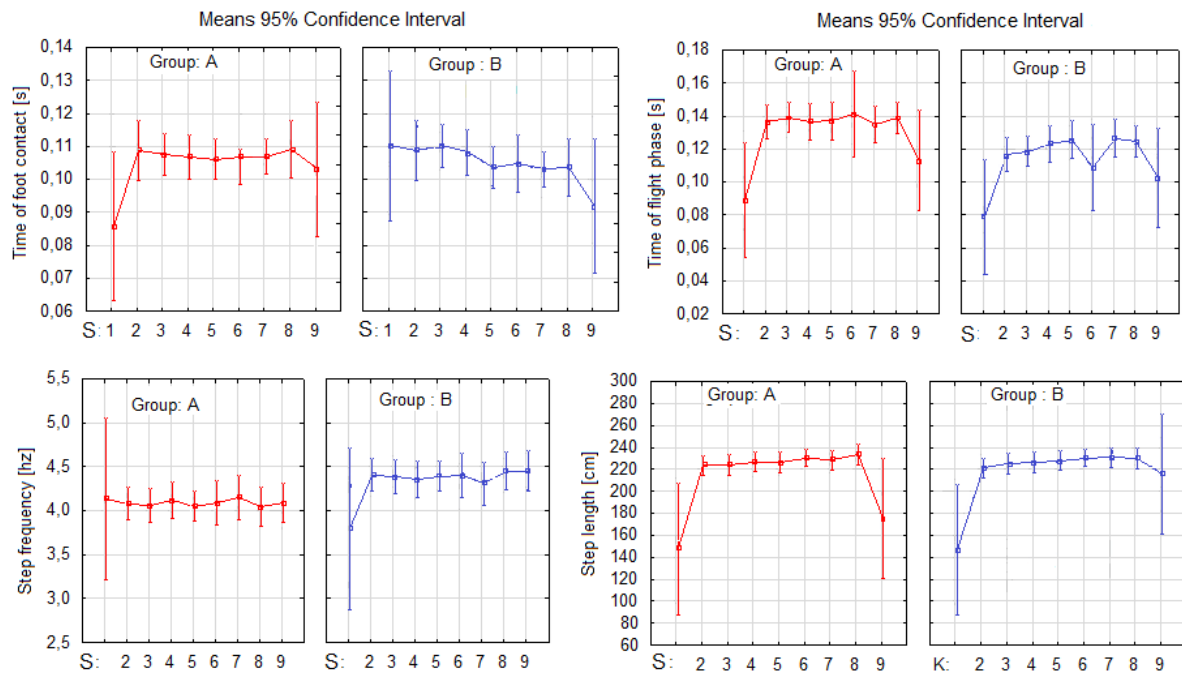 Means 95% Confidence Interval
Time of foot contact [s]
0,14
0,13
0,12
0,11
0,10
0,09
0,08
0,07
0,06
Group: A
Group : B
S: 1 2 3 4 5 6 7 8 9
S: 1 2 3 4 5 6 7 8 9
Means 95% Confidence Interval
Time of flight phase [s]
0,18
0,16
0,14
0,12
0,10
0,08
0,06
0,04
0,02
Group: A
Group : B
S: 2 3 4 5 6 7 8 9
S: 2 3 4 5 6 7 8 9
Step frequency [hz]
5,5
5,0
4,5
4,0
3,5
3,0
2,5
Group: A
Group : B
S: 2 3 4 5 6 7 8 9
S: 2 3 4 5 6 7 8 9
Step length [cm]
300
280
260
240
220
200
180
160
140
120
100
80
60
Group: A
Group : B
S: 2 3 4 5 6 7 8 9
K: 2 3 4 5 6 7 8 9